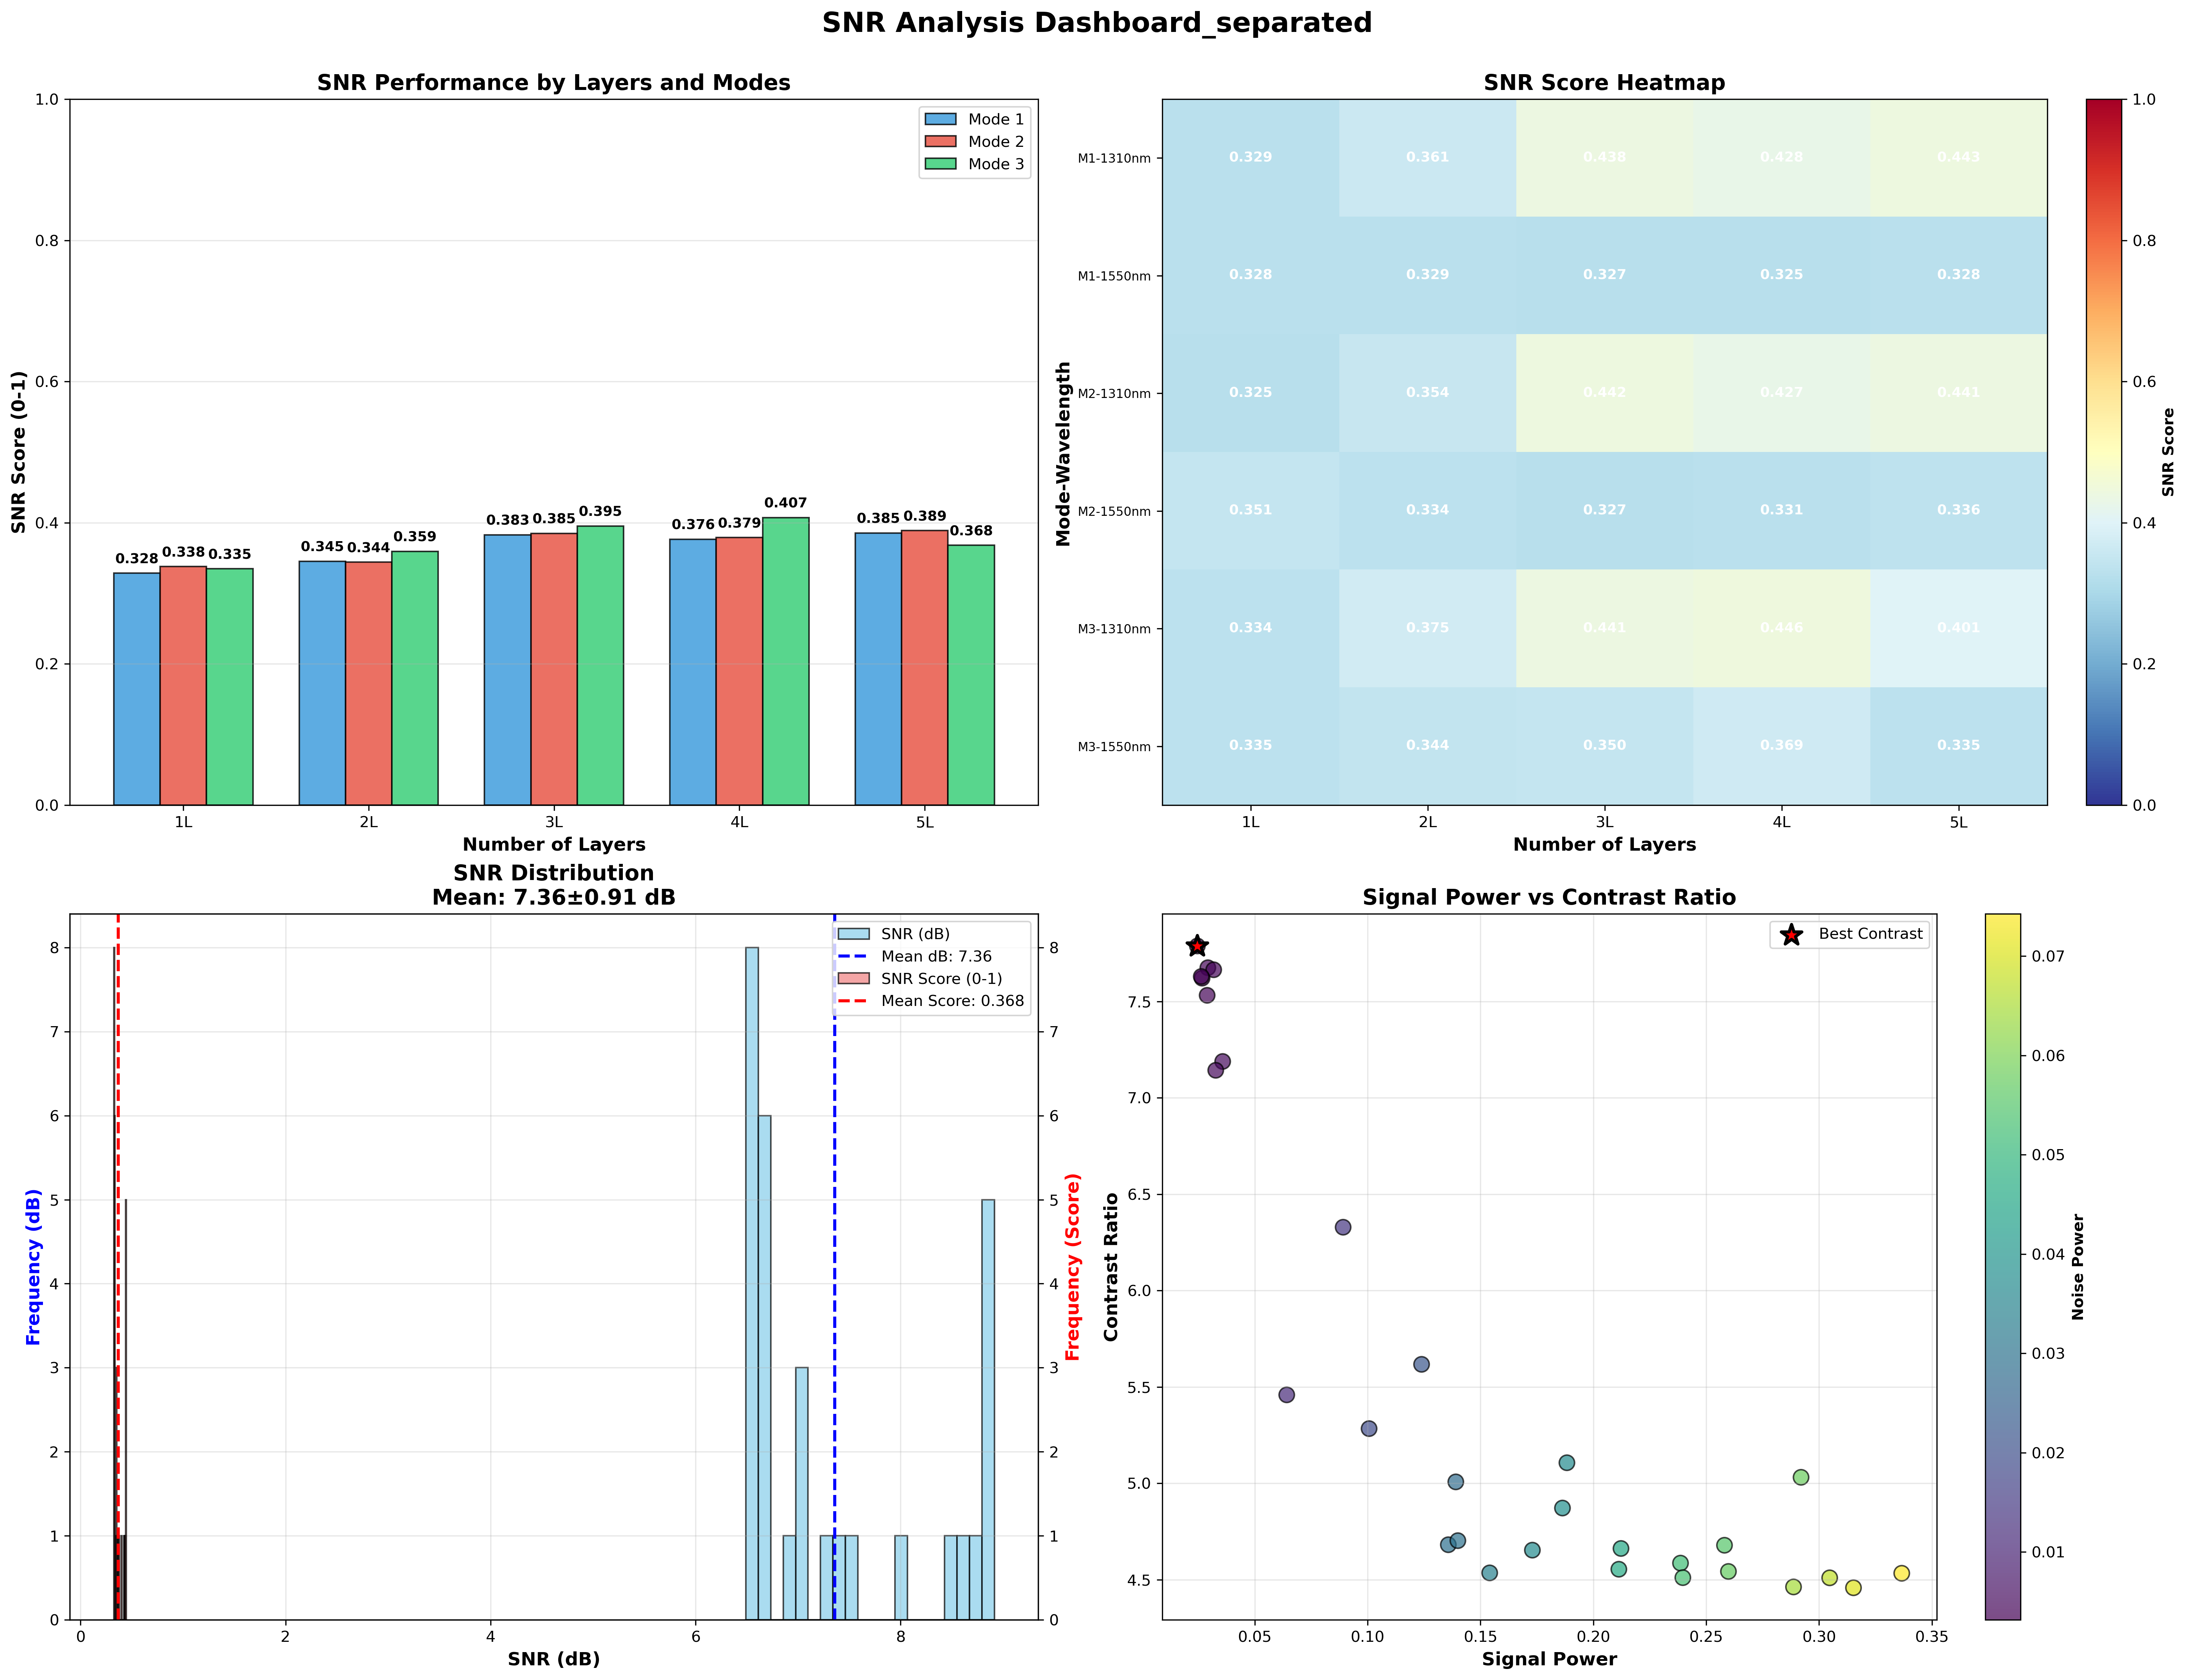 SNR Analysis Dashboard_separated
SNR Performance by Layers and Modes
SNR Score (0-1)
1.0
0.8
0.6
0.4
0.2
0.0
Mode 1
Mode 2
Mode 3
0.328 0.338 0.335
0.345 0.344 0.359
0.383 0.385 0.395
0.376 0.379 0.407
0.385 0.389 0.368
1L 2L 3L 4L 5L
Number of Layers
SNR Score Heatmap
Mode-Wavelength
M1-1310nm 0.329 0.361 0.438 0.428 0.443
M1-1550nm 0.328 0.329 0.327 0.325 0.328
M2-1310nm 0.325 0.354 0.442 0.427 0.441
M2-1550nm 0.351 0.334 0.327 0.331 0.336
M3-1310nm 0.334 0.375 0.441 0.446 0.401
M3-1550nm 0.335 0.344 0.350 0.369 0.335
1L 2L 3L 4L 5L
Number of Layers
1.0
0.8
0.6
0.4
0.2
0.0
SNR Score
SNR Distribution
Mean: 7.36±0.91 dB
Frequency (dB)
8
7
6
5
4
3
2
1
0
SNR (dB)
Mean dB: 7.36
SNR Score (0-1)
Mean Score: 0.368
8
7
6
5
4
3
2
1
0
Frequency (Score)
0 2 4 6 8
SNR (dB)
Signal Power vs Contrast Ratio
Contrast Ratio
7.5
7.0
6.5
6.0
5.5
5.0
4.5
Best Contrast
0.05 0.10 0.15 0.20 0.25 0.30 0.35
Signal Power
0.07
0.06
0.05
0.04
0.03
0.02
0.01
Noise Power